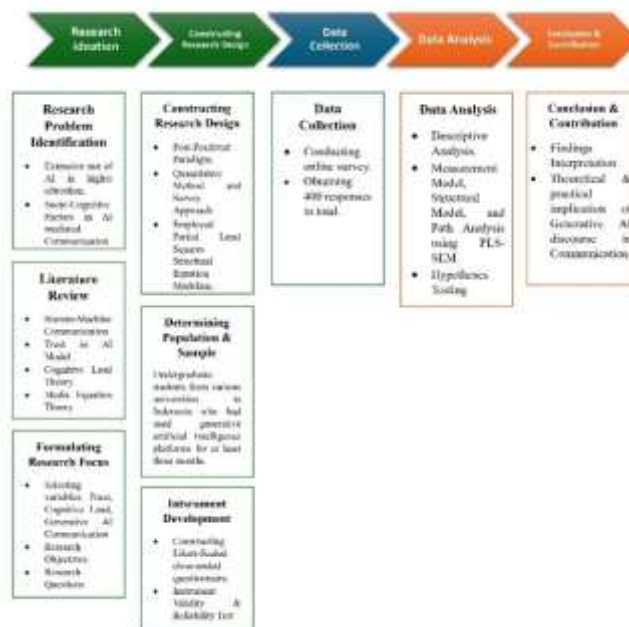 Research
Ideation
Constructing
Research Design
Data
Collection
Data Analysis
Conclusion &
Contribution
Research
Problem
Identification
Extensive use of
AI in higher
education.
Socio-Cognitive
Factors in AI
mediated
Communication
Literature
Review
Human-Machine
Communication
Trust in AI
Model
Cognitive Load
Theory
Media Equation
Theory
Formulating
Research Focus
Selecting
variables Trust,
Cognitive Load,
Generative AI
Communication
Research
Objectives
Research
Questions
Constructing
Research Design
Post-Positivist
Paradigm.
Quantitative
Method and
Survey
Approach
Employed
Partial Least
Squares
Structural
Equation
Modeling.
Determining
Population &
Sample
Undergraduate
students from various
universities in
Indonesia who had
used generative
artificial intelligence
platforms for at least
three months.
Instrument
Development
Constructing
Likert-Scaled
close-ended
questionnaire.
Instrument
Validity &
Reliability Test
Data
Collection
Conducting
online survey.
Obtaining
400 responses
in total.
Data Analysis
Descriptive
Analysis.
Measurement
Model,
Structural
Model, and
Path Analysis
using PLS-
SEM
Hypotheses
Testing
Conclusion &
Contribution
Findings
Interpretation
Theoretical &
practical
implication of
Generative AI
discourse in
Communication